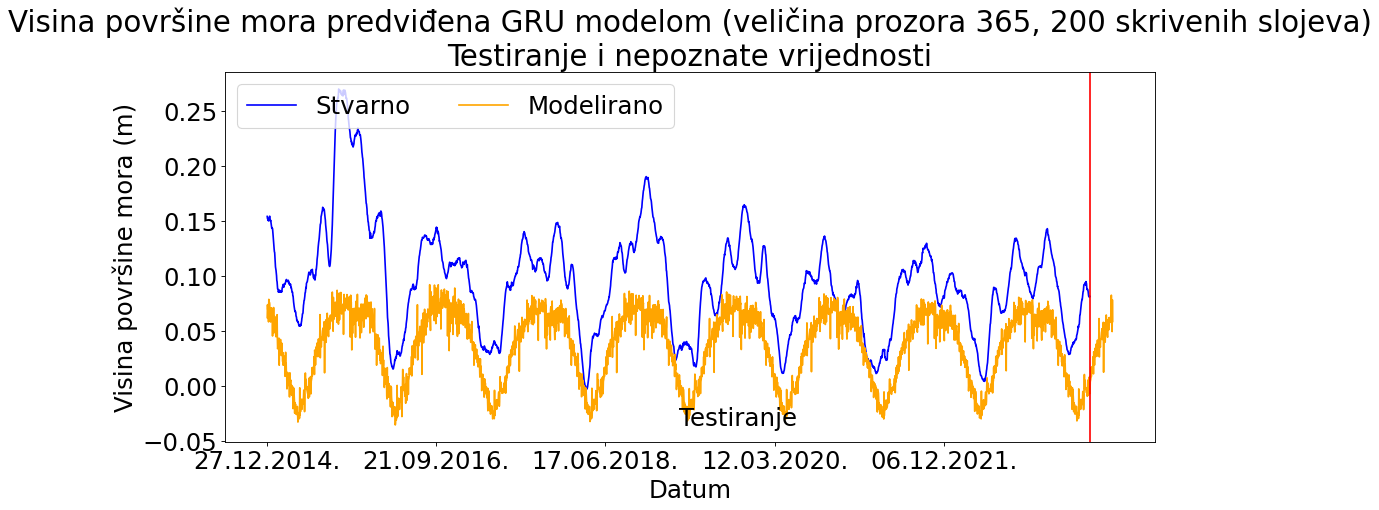 Visina površine mora predviđena GRU modelom (veličina prozora 365, 200 skrivenih slojeva)
Testiranje i nepoznate vrijednosti
Stvarno Modelirano
Visina površine mora (m)
0.25
0.20
0.15
0.10
0.05
0.00
−0.05
Testiranje
27.12.2014. 21.09.2016. 17.06.2018. 12.03.2020. 06.12.2021.
Datum